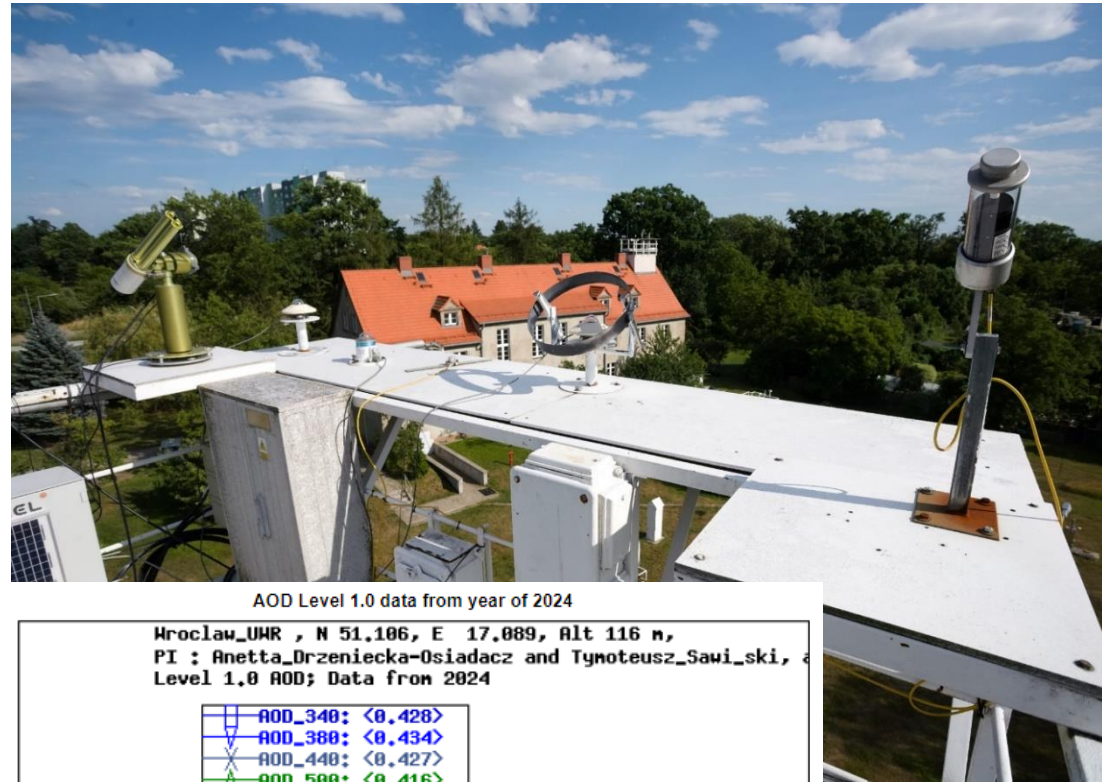 EL
AOD Level 1.0 data from year of 2024
Wroclaw_UWR , N 51.106, E 17.089, Alt 116 m,
PI : Anetta_Drzeniecka-Osiadacz and Tymoteusz_Sawi_ski,
Level 1.0 AOD; Data from 2024
AOD_340: <0.428>
AOD_380: <0.434>
AOD_440: <0.427>
AOD_500: <0.416>